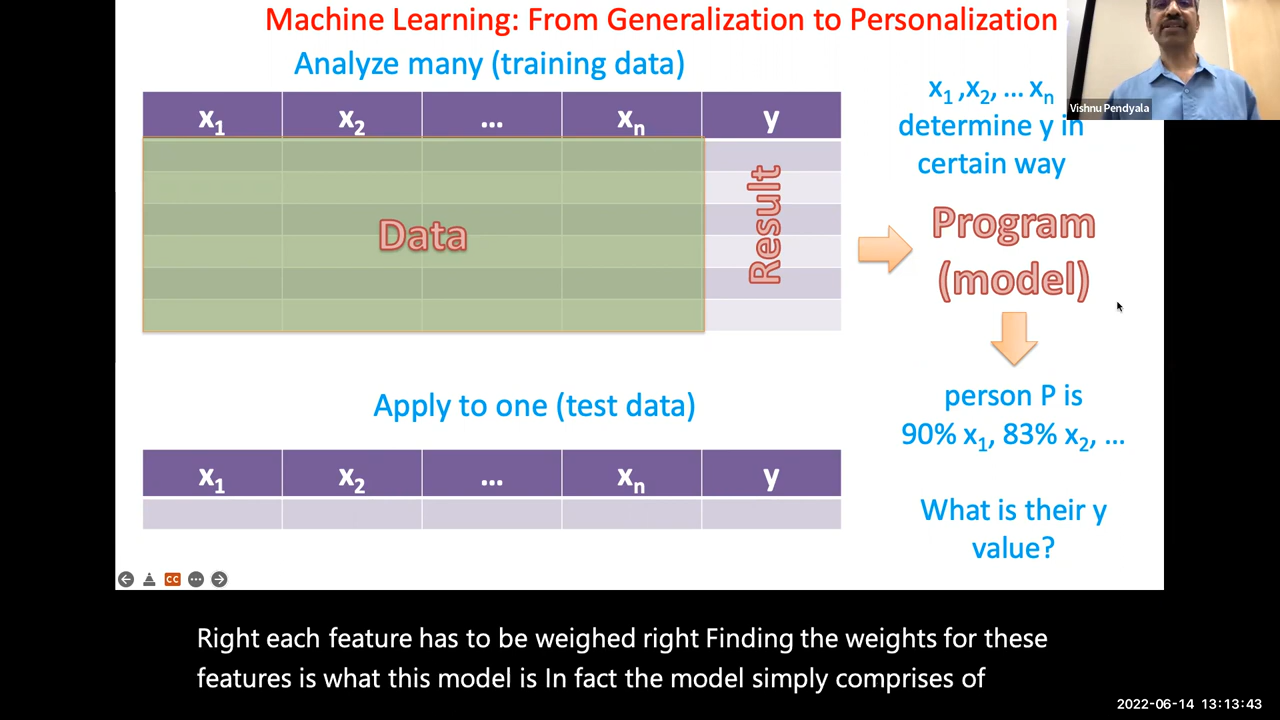 Machine Learning: From Generalization to Personalization
Analyze many (training data)
x1 x2 ... xn y
Data
Result
x1 ,x2, ... xn
determine y in
certain way
Vishnu Pendyala
Program
(model)
person P is
90% x1, 83% x2, ...
What is their y
value?
Apply to one (test data)
x1 x2 ... xn y
CC
Right each feature has to be weighed right Finding the weights for these
features is what this model is In fact the model simply comprises of
2022-06-14 13:13:43